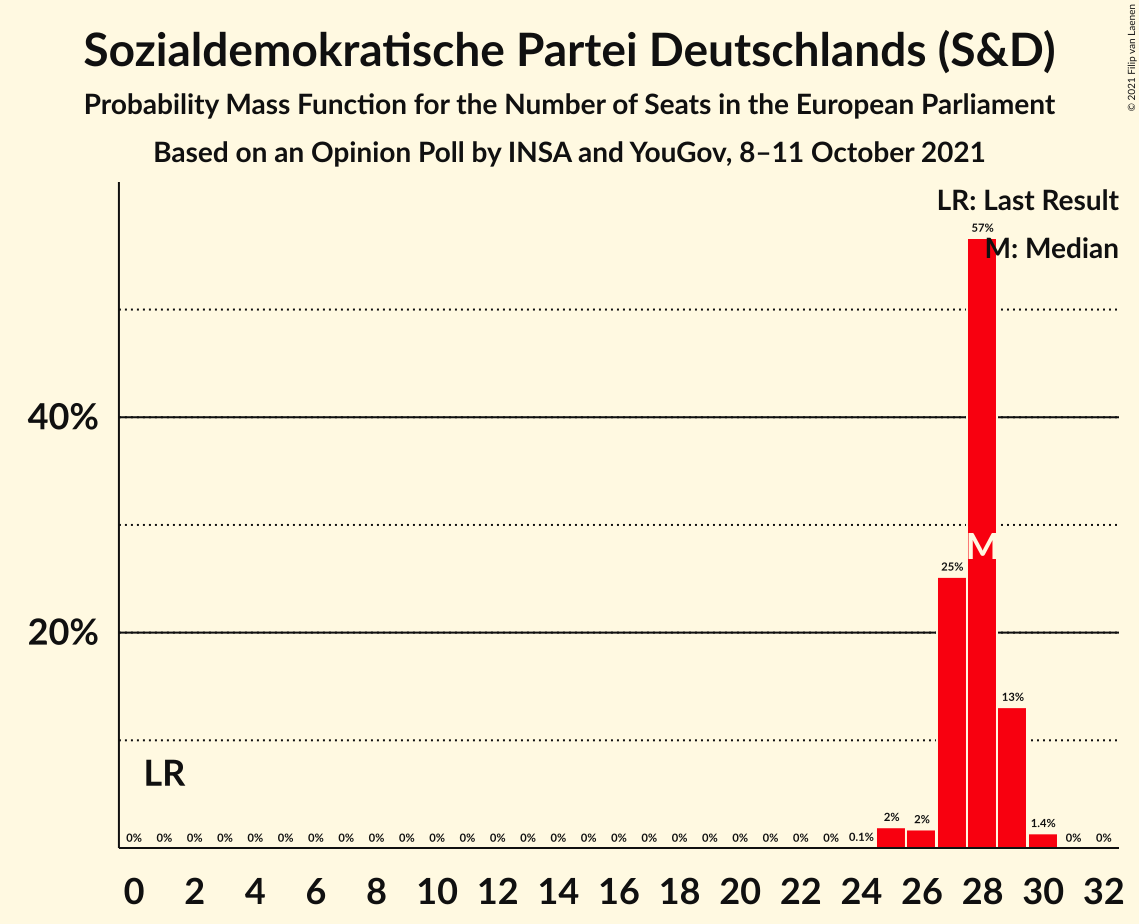 Sozialdemokratische Partei Deutschlands (S&D)
Probability Mass Function for the Number of Seats in the European Parliament
Based on an Opinion Poll by INSA and YouGov, 8–11 October 2021
© 2021 Filip van Laenen
LR: Last Result
M: Median
57%
40%
M
25%
20%
13%
LR
0% 0% 0% 0% 0% 0% 0% 0% 0% 0% 0% 0% 0% 0% 0% 0% 0% 0% 0% 0% 0% 0% 0% 0% 0.1% 2% 2% 1.4% 0% 0%
0 2 4 6 8 10 12 14 16 18 20 22 24 26 28 30 32